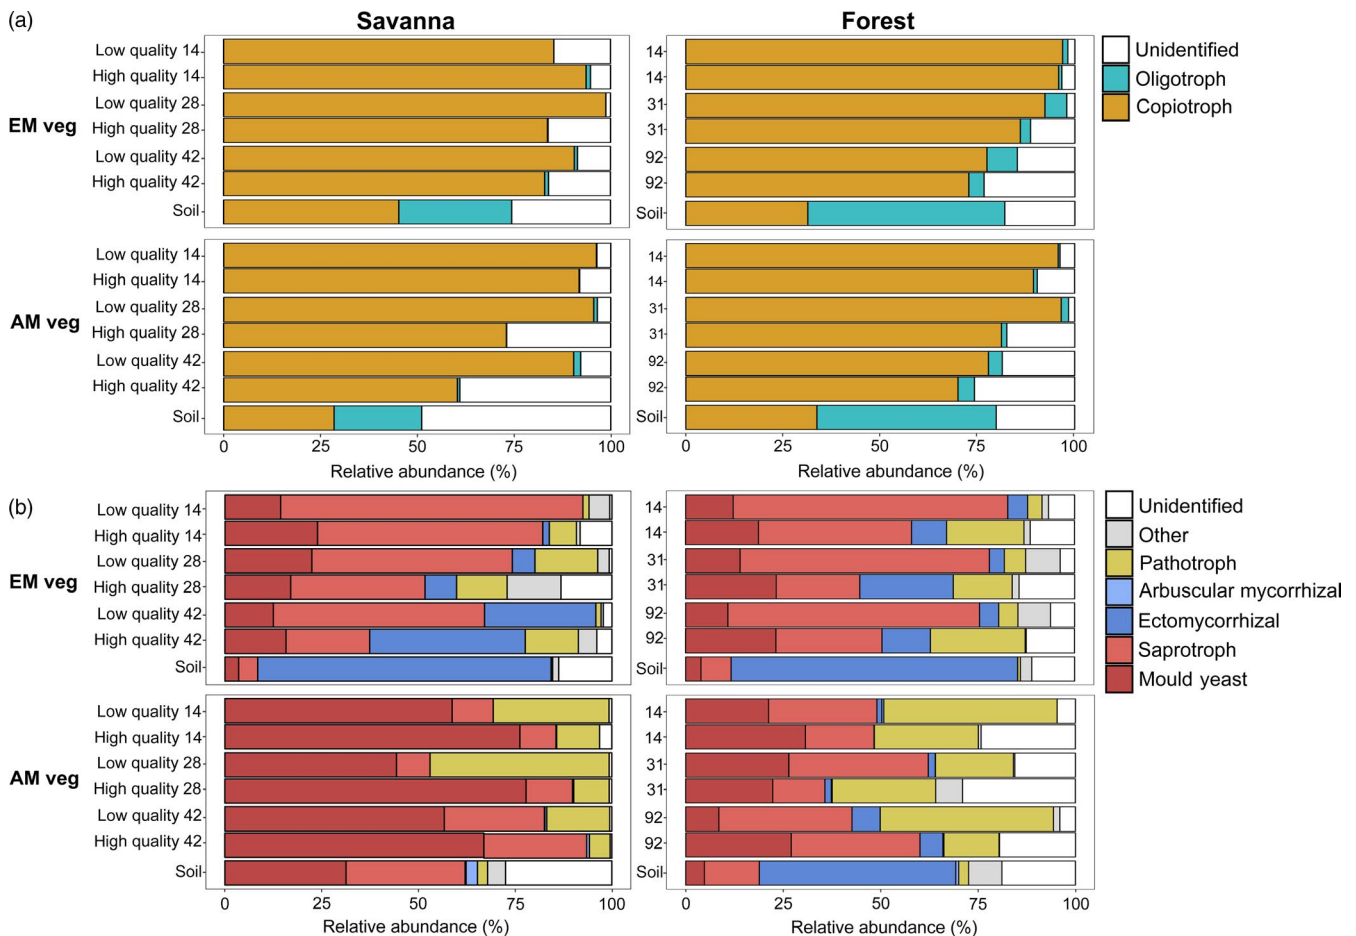 (a)
Savanna
Forest
EM veg
Low quality 14
High quality 14
Low quality 28
High quality 28
Low quality 42
High quality 42
Soil
14
14
31
31
92
92
Soil
Unidentified
Oligotroph
Copiotroph
AM veg
Low quality 14
High quality 14
Low quality 28
High quality 28
Low quality 42
High quality 42
Soil
14
14
31
31
92
92
Soil
0 25 50 75 100
Relative abundance (%)
0 25 50 75 100
Relative abundance (%)
(b)
EM veg
Low quality 14
High quality 14
Low quality 28
High quality 28
Low quality 42
High quality 42
Soil
14
14
31
31
92
92
Soil
Unidentified
Other
Pathotroph
Arbuscular mycorrhizal
Ectomycorrhizal
Saprotroph
Mould yeast
AM veg
Low quality 14
High quality 14
Low quality 28
High quality 28
Low quality 42
High quality 42
Soil
14
14
31
31
92
92
Soil
0 25 50 75 100
Relative abundance (%)
0 25 50 75 100
Relative abundance (%)